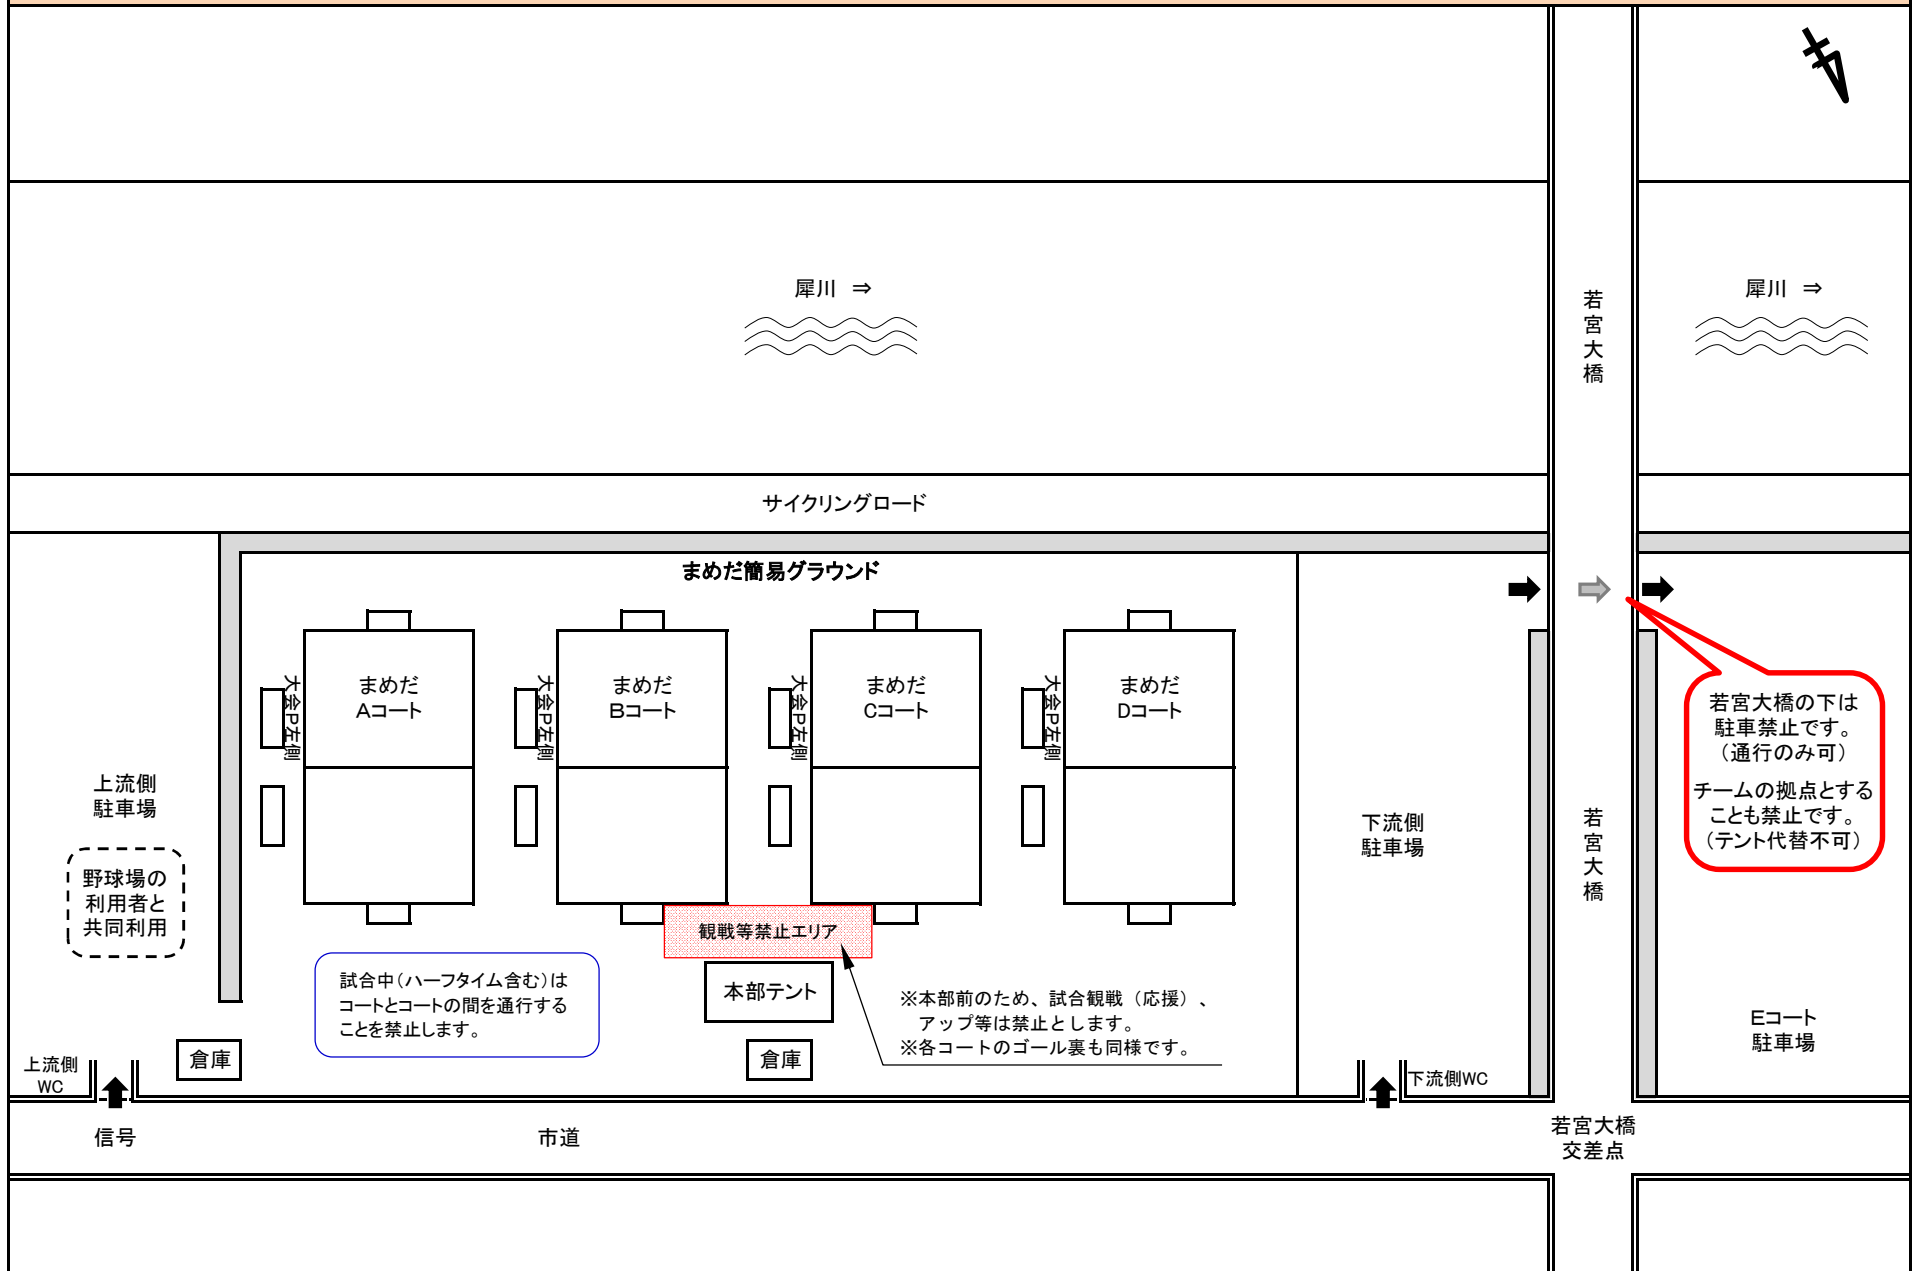 犀川 ⇒
犀川 ⇒
若宮大橋
サイクリングロード
まめだ簡易グラウンド
大会P左側
まめだ
Aコート
大会P左側
まめだ
Bコート
大会P左側
まめだ
Cコート
大会P左側
まめだ
Dコート
若宮大橋の下は
駐車禁止です。
（通行のみ可）
チームの拠点とする
ことも禁止です。
（テント代替不可）
上流側
駐車場
野球場の
利用者と
共同利用
下流側
駐車場
若宮大橋
観戦等禁止エリア
試合中（ハーフタイム含む）は
コートとコートの間を通行する
ことを禁止します。
本部テント
※本部前のため、試合観戦（応援）、
アップ等は禁止とします。
※各コートのゴール裏も同様です。
Eコート
駐車場
倉庫
倉庫
上流側
WC
下流側WC
信号
市道
若宮大橋
交差点